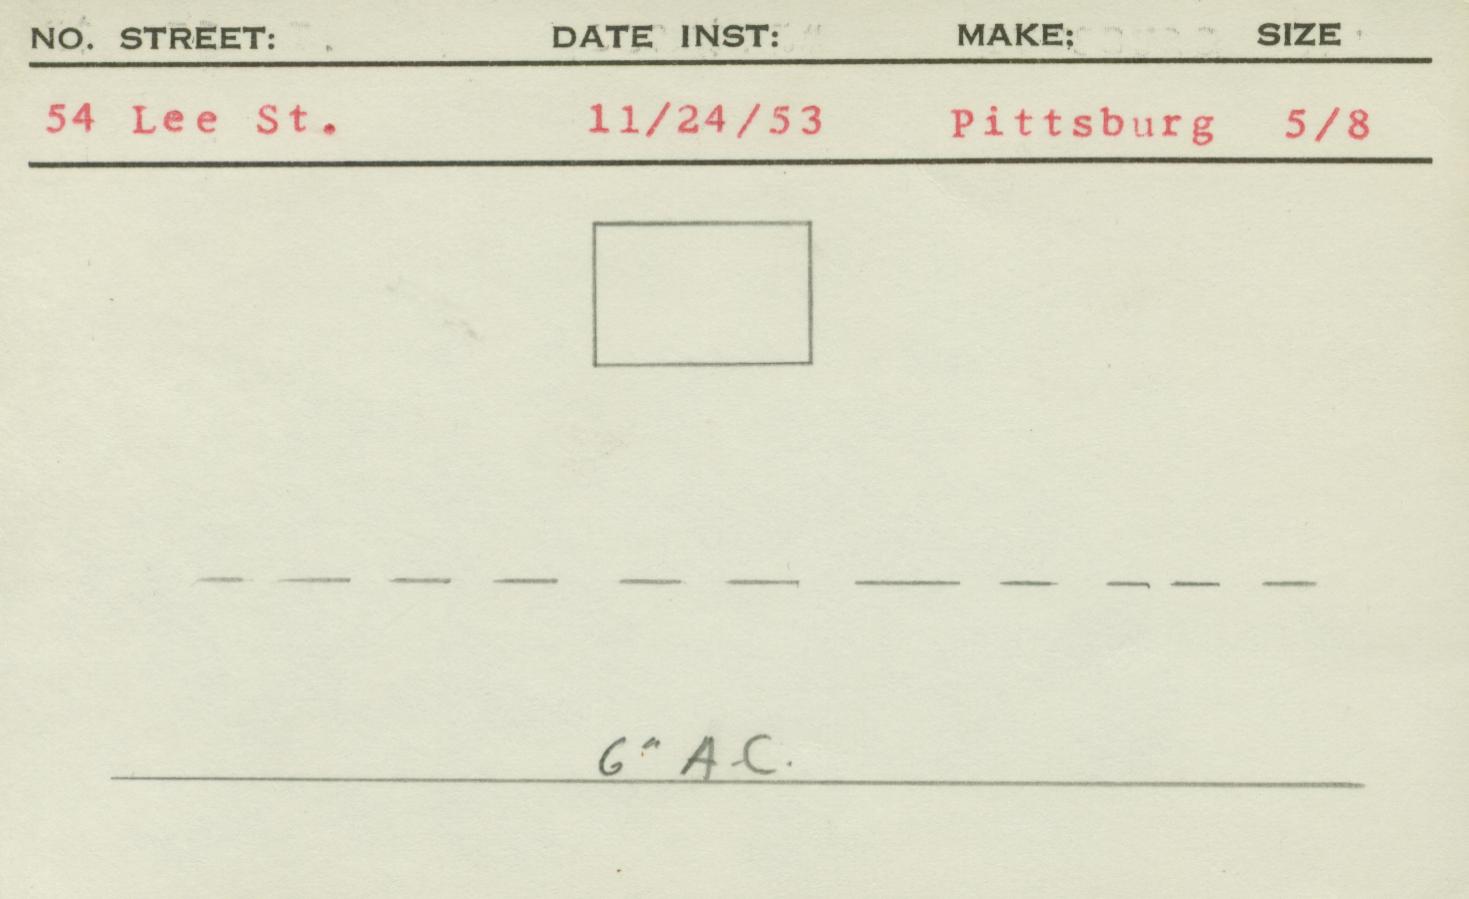 NO. STREET: DATE INST: MAKE: SIZE
54 Lee St. 11/24/53 Pittsburg 5/8
6" A.C.